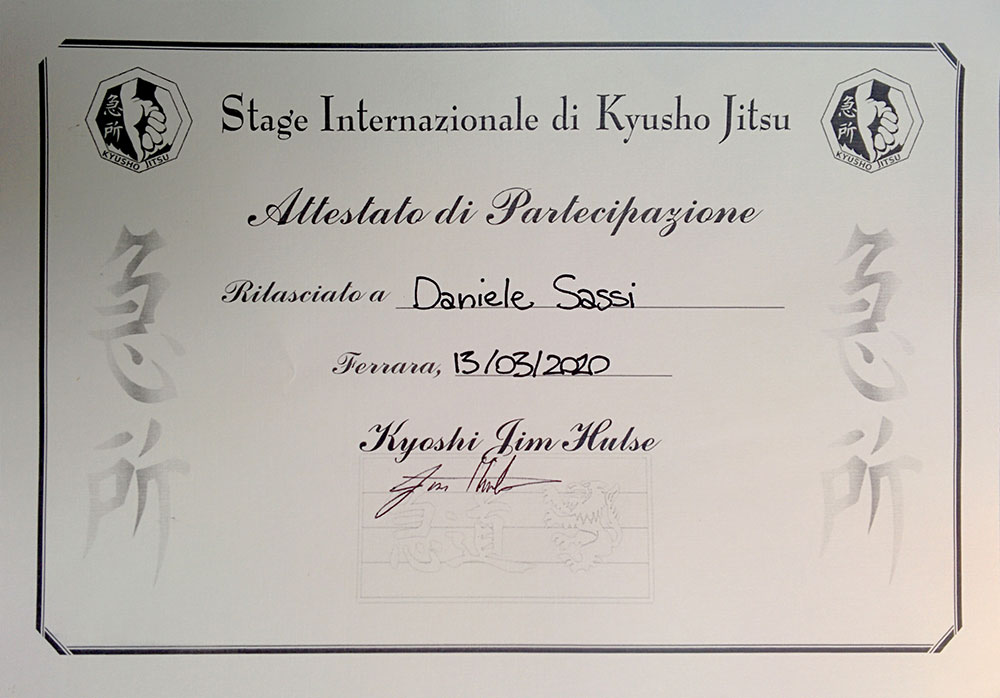 急所
KYUSHO JITSU
Stage Internazionale di Kyusho Jitsu
急所
KYUSHO JITSU
Attestato di Partecipazione
Rilasciato a Daniele Sassi
Ferrara, 13/03/2020
Kyoshi Jim Hulse
急所
急所